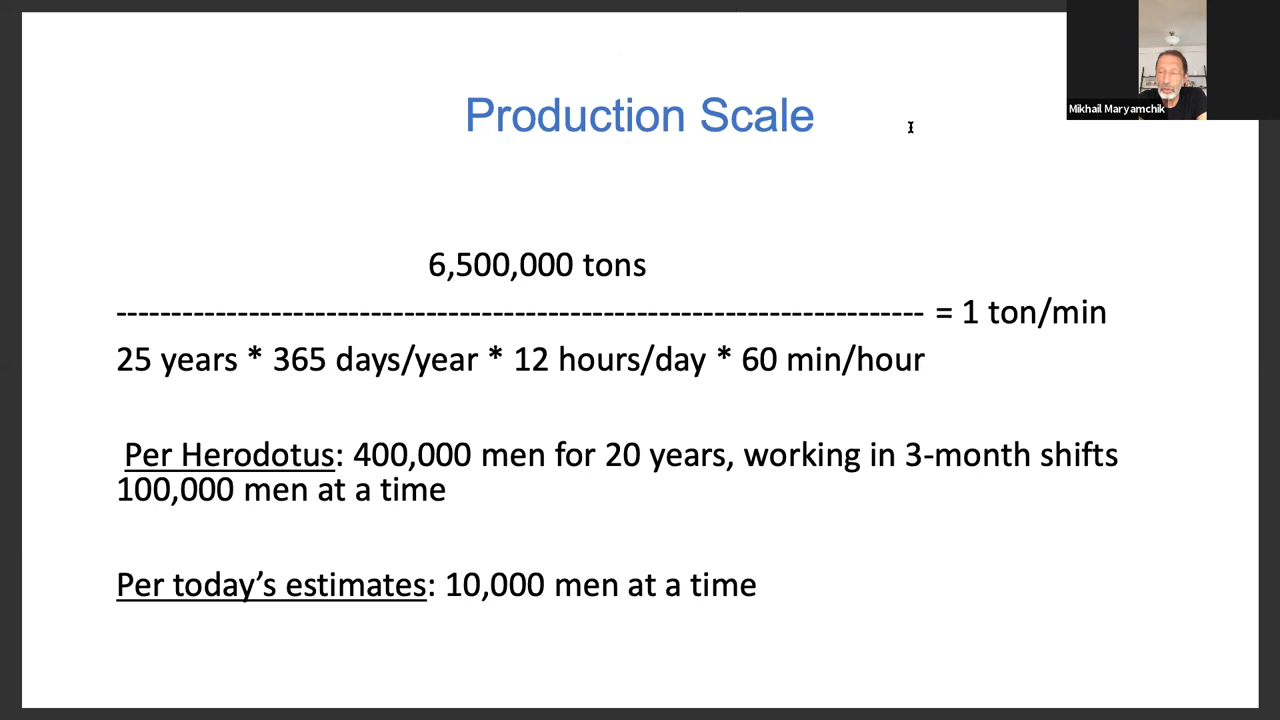 Mikhail Maryamchik
Production Scale
6,500,000 tons
-------------------------------------------------------------------------- = 1 ton/min
25 years * 365 days/year * 12 hours/day * 60 min/hour
Per Herodotus: 400,000 men for 20 years, working in 3-month shifts
100,000 men at a time
Per today’s estimates: 10,000 men at a time